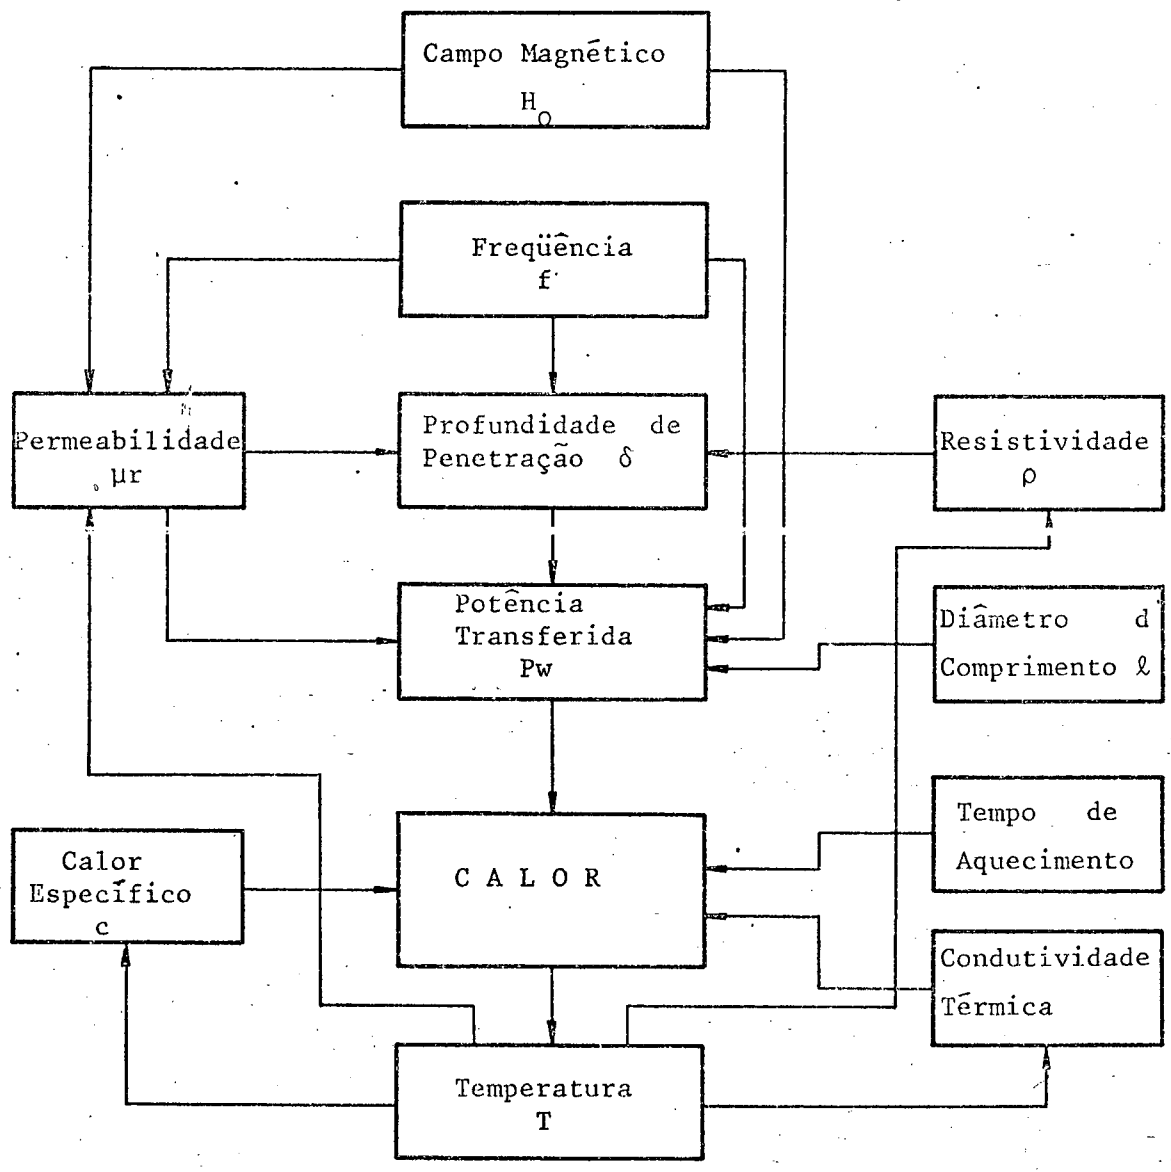 Campo Magnético
H₀
Freqüência
f
Permeabilidade
μr
Profundidade de
Penetração δ
Resistividade
ρ
Potência
Transferida
Pw
Diâmetro d
Comprimento ℓ
Calor
Específico
c
C A L O R
Tempo de
Aquecimento
Condutividade
Térmica
Temperatura
T